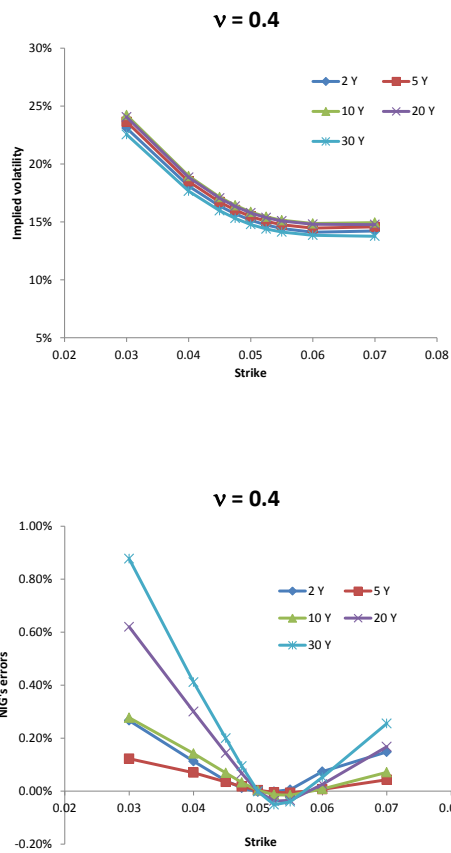 ν = 0.4
30%
25%
20%
15%
10%
5%
Implied volatility
2 Y 5 Y
10 Y 20 Y
30 Y
0.02 0.03 0.04 0.05 0.06 0.07 0.08
Strike
ν = 0.4
1.00%
0.80%
0.60%
0.40%
0.20%
0.00%
-0.20%
NIG's errors
2 Y 5 Y
10 Y 20 Y
30 Y
0.02 0.03 0.04 0.05 0.06 0.07 0.0
Strike